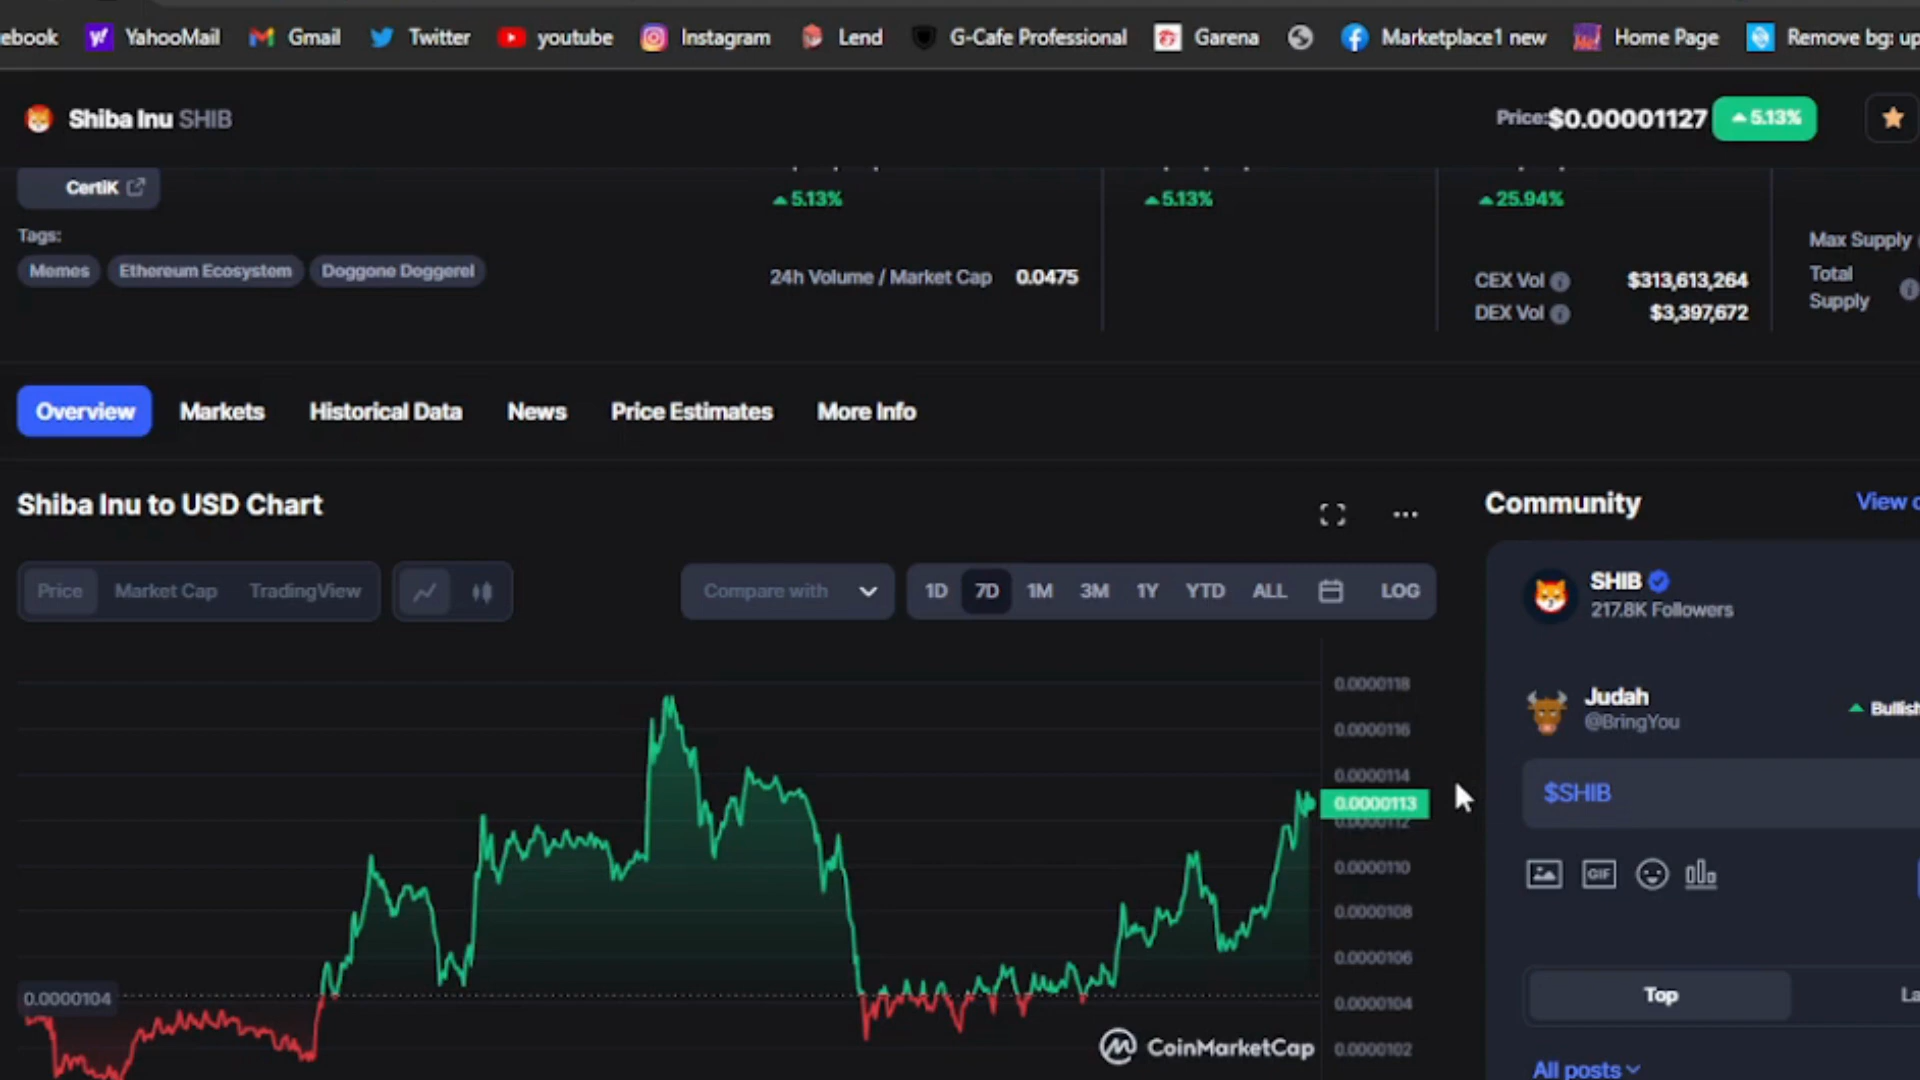 ebook YahooMail Gmail Twitter youtube Instagram Lend G-Cafe Professional Garena Marketplace1 new Home Page Remove bg: up
Shiba Inu SHIB
Price:$0.00001127 5.13%
CertiK
5.13% 5.13% 25.94%
Tags:
Memes Ethereum Ecosystem Doggone Doggerel
24h Volume / Market Cap 0.0475
CEX Vol $313,613,264
DEX Vol $3,397,672
Max Supply
Total
Supply
Overview Markets Historical Data News Price Estimates More Info
Shiba Inu to USD Chart
Price Market Cap TradingView
Compare with
1D 7D 1M 3M 1Y YTD ALL LOG
0.0000118
0.0000116
0.0000114
0.0000113
0.0000112
0.0000110
0.0000108
0.0000106
0.0000104
0.0000102
0.0000104
CoinMarketCap
Community
View
SHIB
217.8K Followers
Judah
@BringYou
Bullish
$SHIB
GIF
Top
La
All posts